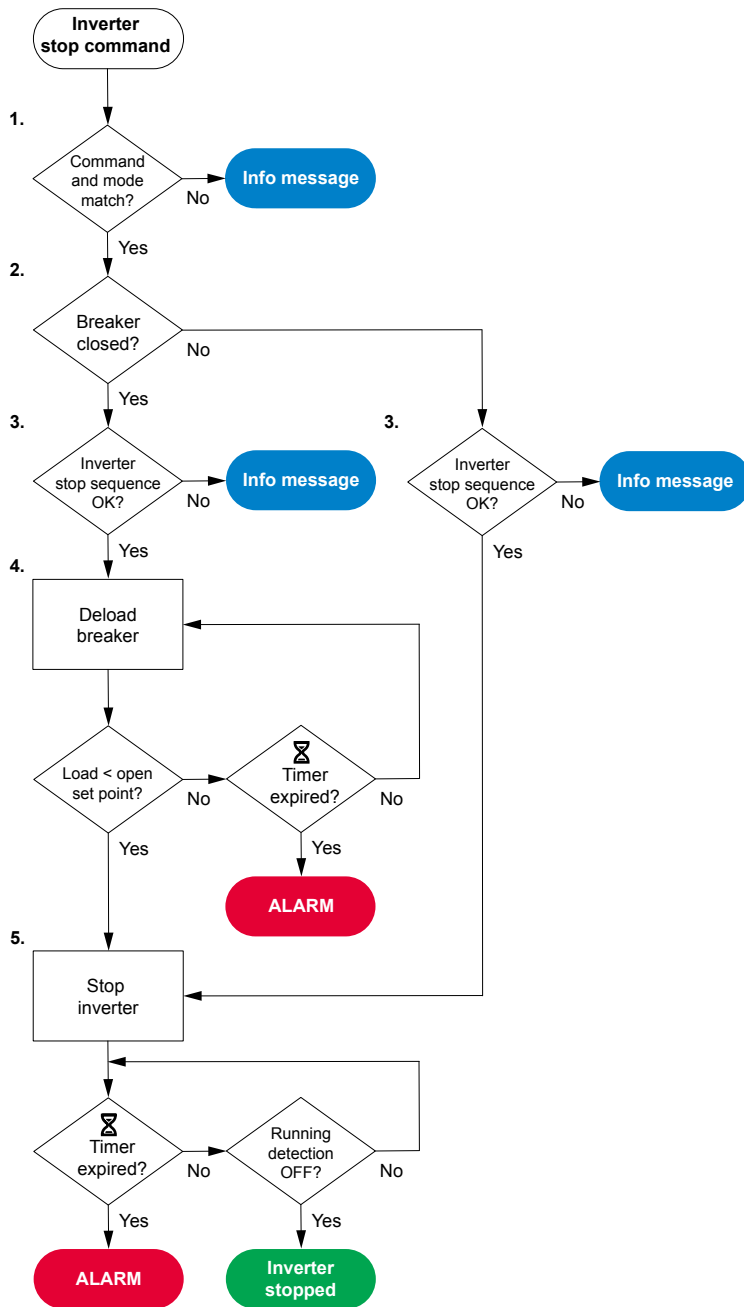 Inverter
stop command
1.
Command
and mode
match?
No
Info message
Yes
2.
Breaker
closed?
No
Yes
3.
Inverter
stop sequence
OK?
No
Info message
Yes
3.
Inverter
stop sequence
OK?
No
Info message
Yes
4.
Deload
breaker
Load < open
set point?
No
Timer
expired?
No
Yes
Yes
ALARM
5.
Stop
inverter
Timer
expired?
No
Running
detection
OFF?
No
Yes
Yes
ALARM
Inverter
stopped